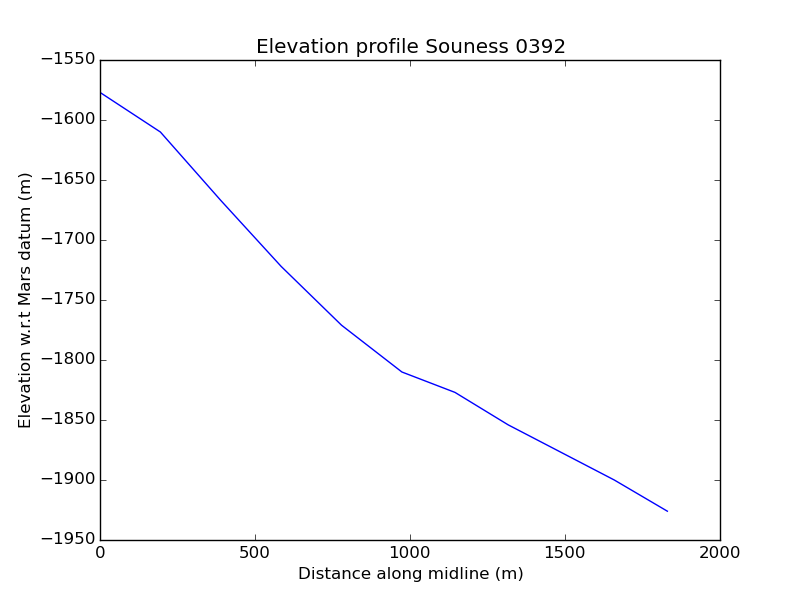 Elevation profile Souness 0392
−1550
−1600
−1650
−1700
−1750
−1800
−1850
−1900
−1950
Elevation w.r.t Mars datum (m)
0 500 1000 1500 2000
Distance along midline (m)